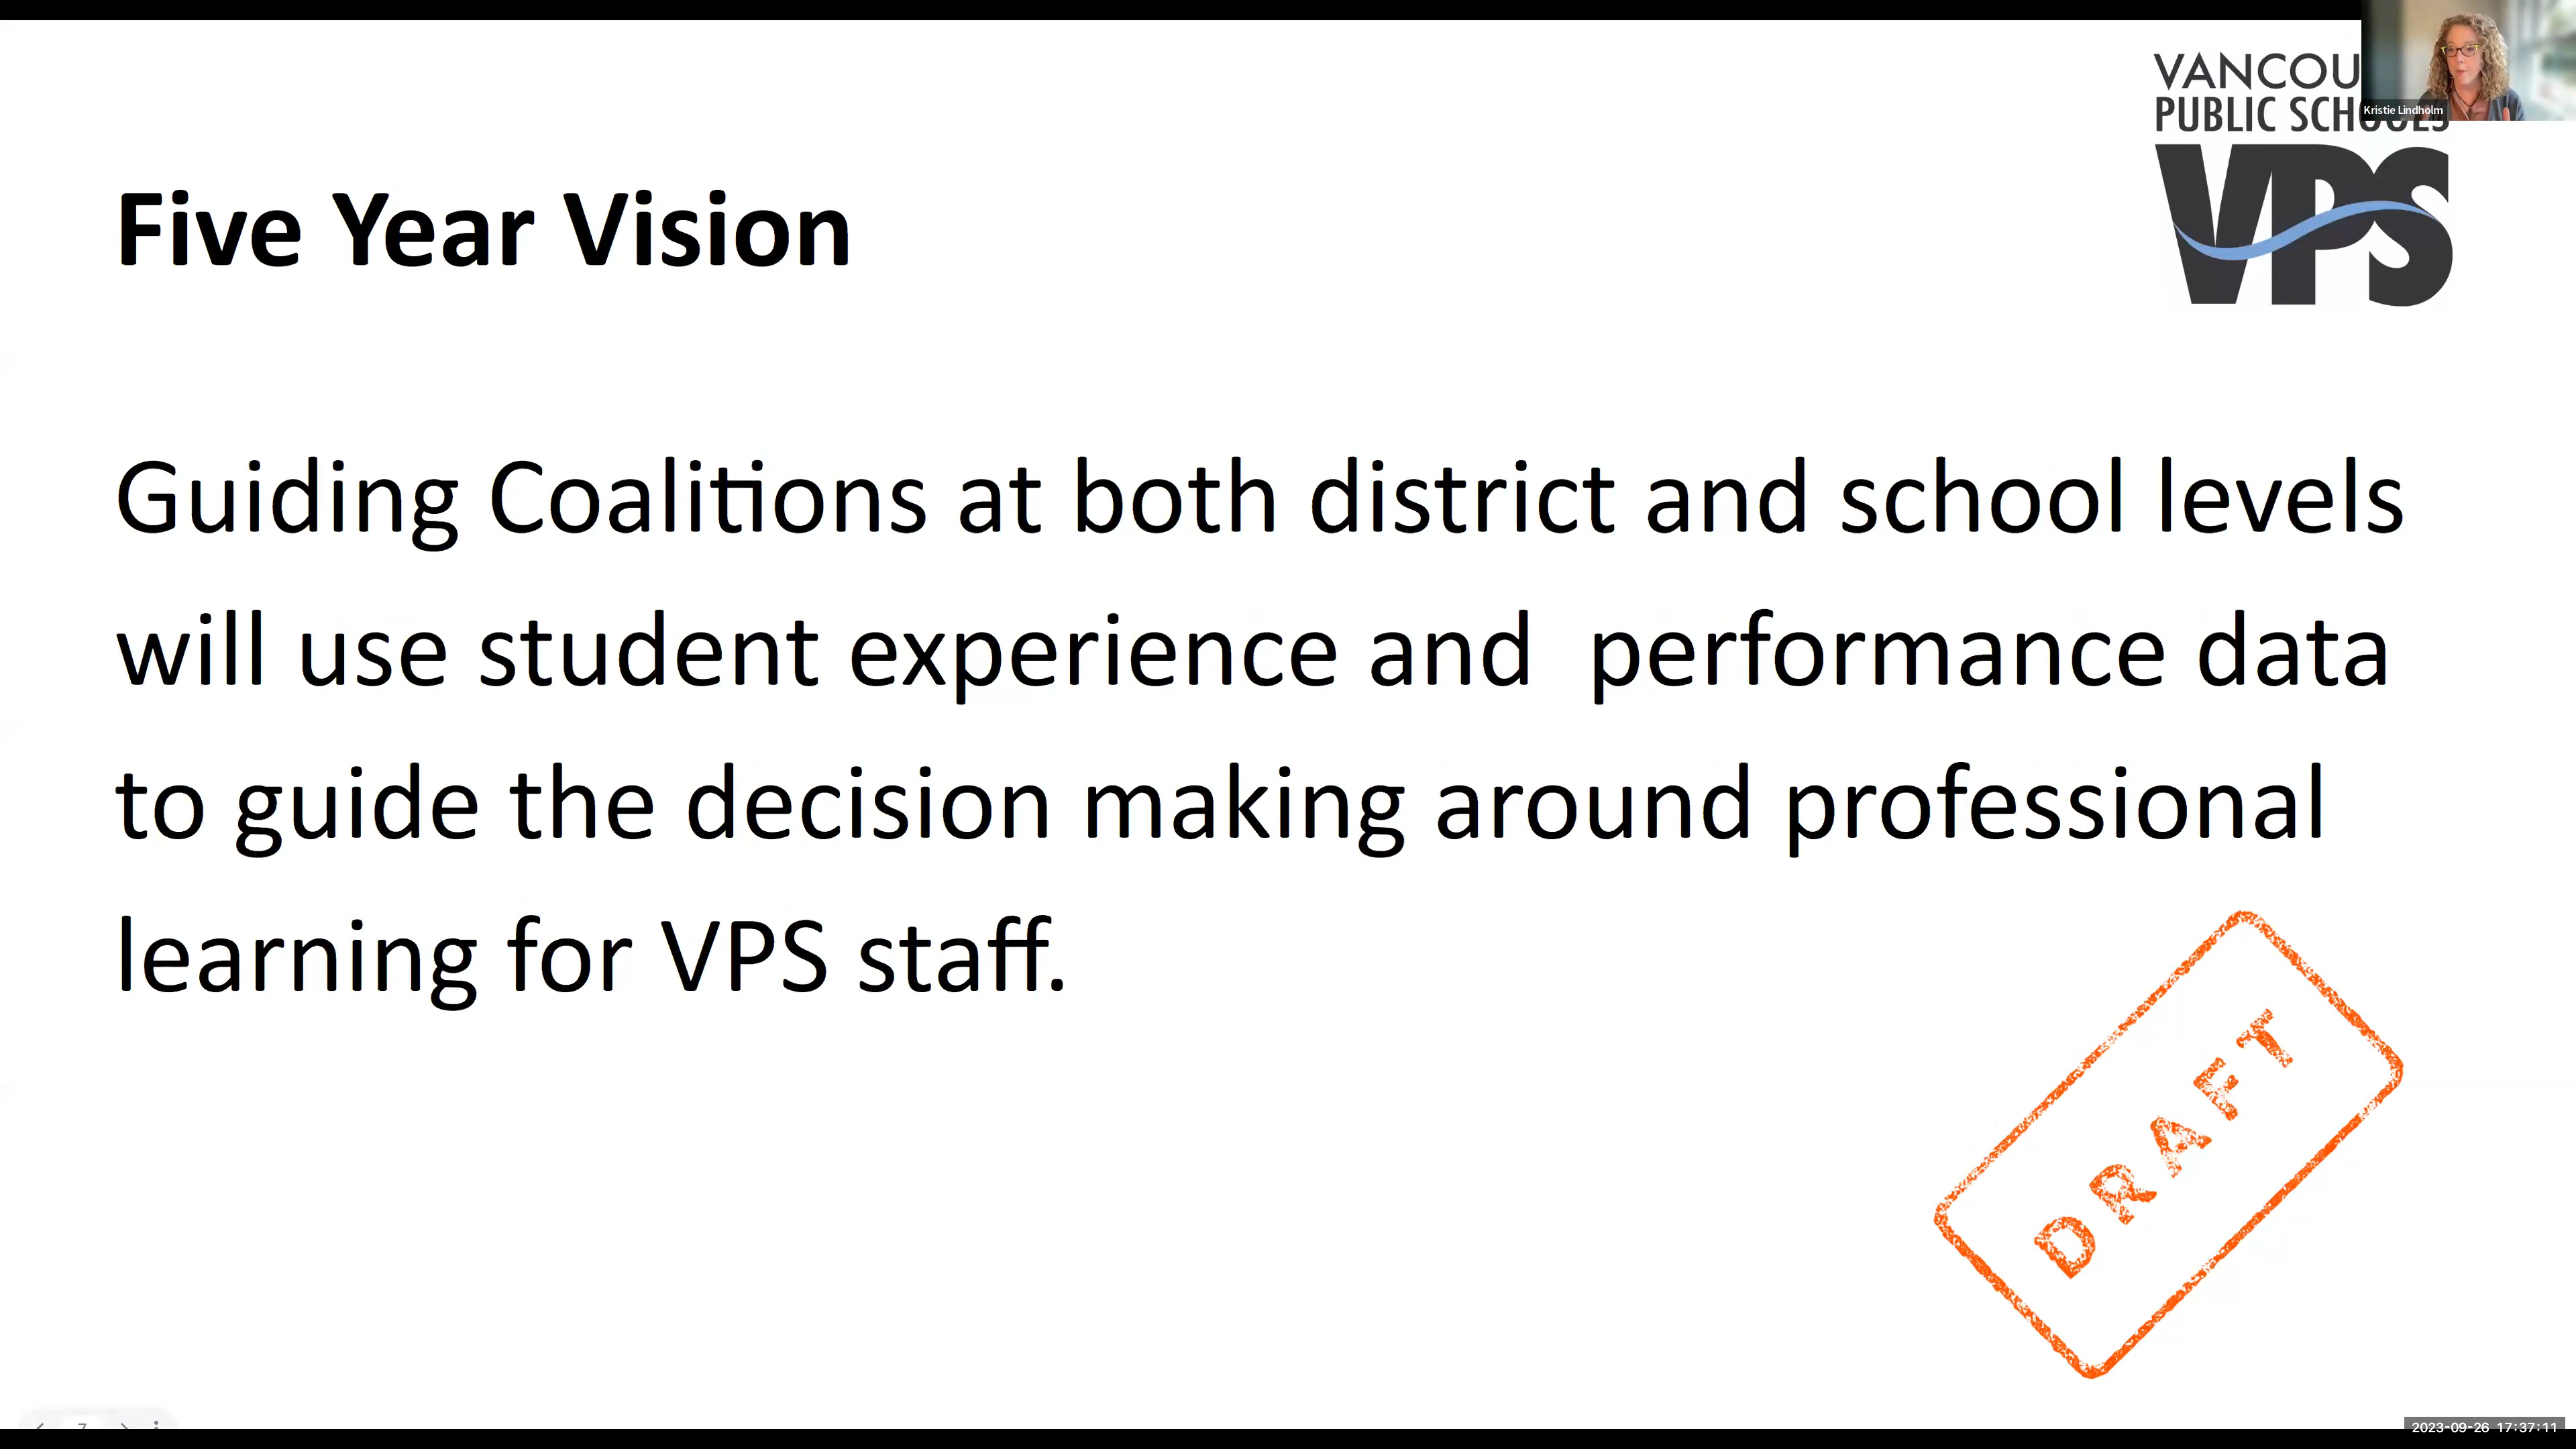 VANCOU
PUBLIC SCHOOLS
Kristie Lindholm
VPS
Five Year Vision
Guiding Coalitions at both district and school levels
will use student experience and  performance data
to guide the decision making around professional
learning for VPS staff.
DRAFT
7
2023-09-26 17:37:11